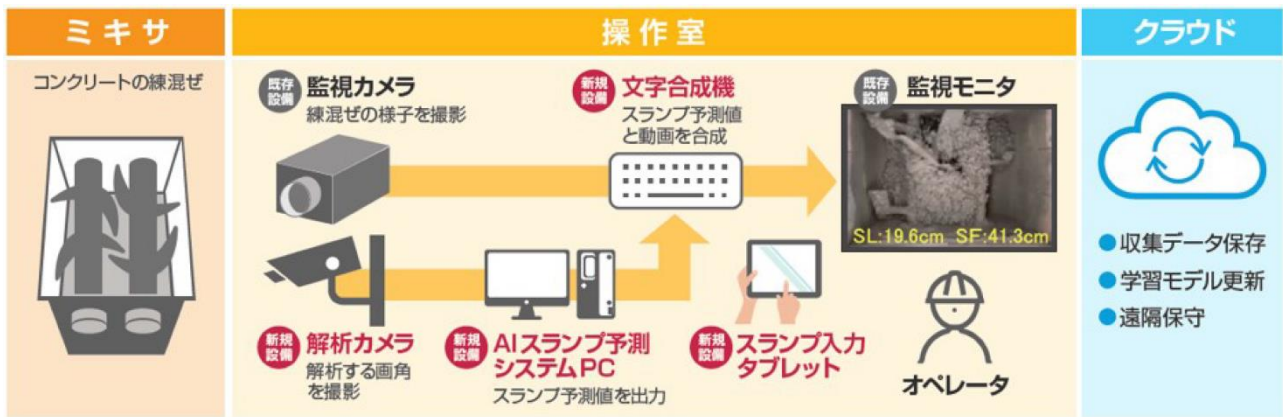 ミキサ
コンクリートの練混ぜ
操作室
既存設備
監視カメラ
練混ぜの様子を撮影
新規設備
文字合成機
スランプ予測値
と動画を合成
既存設備
監視モニタ
SL:19.6cm SF:41.3cm
新規設備
解析カメラ
解析する画角
を撮影
新規設備
AIスランプ予測
システムPC
スランプ予測値を出力
新規設備
スランプ入力
タブレット
オペレータ
クラウド
●収集データ保存
●学習モデル更新
●遠隔保守